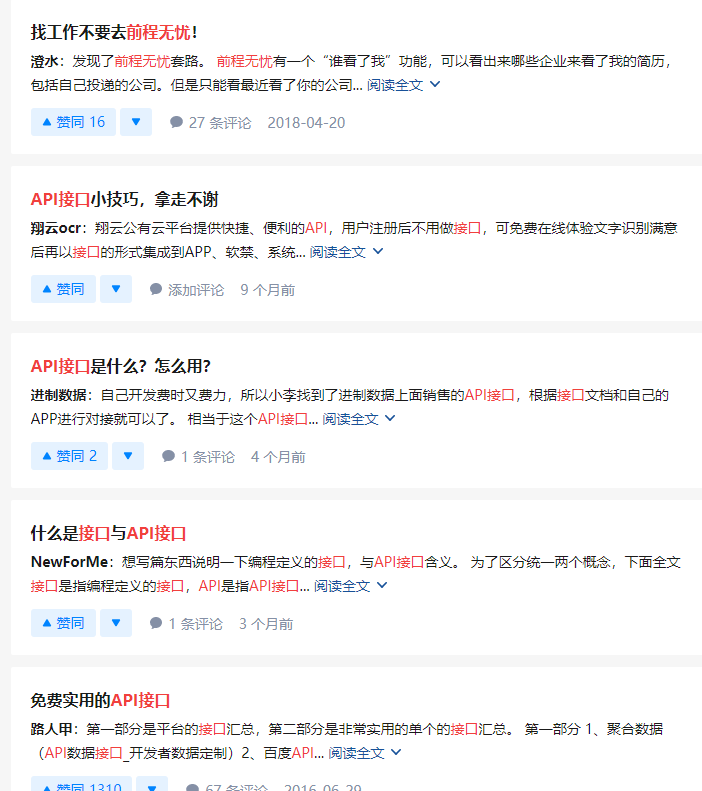 找工作不要去前程无忧！
澄水：发现了前程无忧套路。 前程无忧有一个“谁看了我”功能，可以看出来哪些企业来看了我的简历，
包括自己投递的公司。但是只能看最近看了你的公司... 阅读全文
赞同 16 27 条评论 2018-04-20
API接口小技巧，拿走不谢
翔云ocr：翔云公有云平台提供快捷、便利的API，用户注册后不用做接口，可免费在线体验文字识别满意
后再以接口的形式集成到APP、软禁、系统... 阅读全文
赞同 添加评论 9 个月前
API接口是什么？怎么用？
进制数据：自己开发费时又费力，所以小李找到了进制数据上面销售的API接口，根据接口文档和自己的
APP进行对接就可以了。 相当于这个API接口... 阅读全文
赞同 2 1 条评论 4 个月前
什么是接口与API接口
NewForMe：想写篇东西说明一下编程定义的接口，与API接口含义。 为了区分统一两个概念，下面全文
接口是指编程定义的接口，API是指API接口... 阅读全文
赞同 1 条评论 3 个月前
免费实用的API接口
路人甲：第一部分是平台的接口汇总，第二部分是非常实用的单个的接口汇总。 第一部分 1、聚合数据
（API数据接口_开发者数据定制）2、百度API... 阅读全文
赞同 1310 67 条评论 2016-06-29